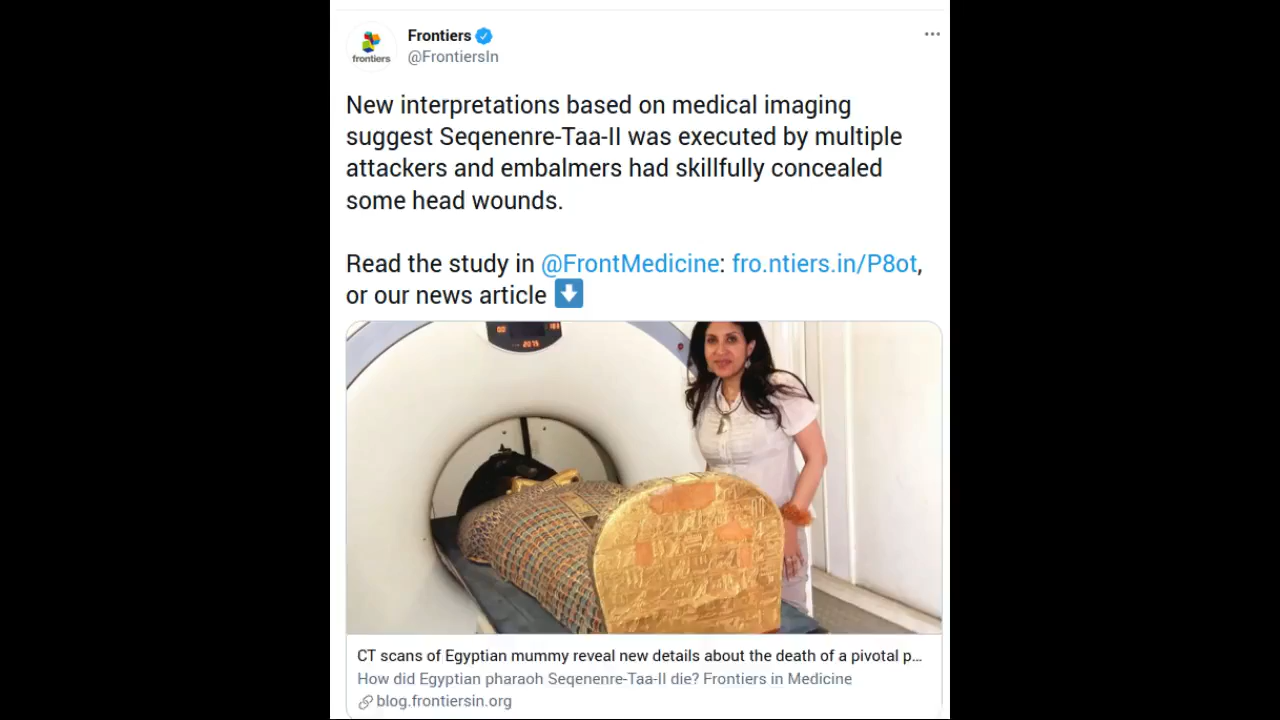 Frontiers
@FrontiersIn
frontiers
New interpretations based on medical imaging
suggest Seqenenre-Taa-II was executed by multiple
attackers and embalmers had skillfully concealed
some head wounds.
Read the study in @FrontMedicine: fro.ntiers.in/P8ot,
or our news article
CT scans of Egyptian mummy reveal new details about the death of a pivotal p...
How did Egyptian pharaoh Seqenenre-Taa-II die? Frontiers in Medicine
blog.frontiersin.org